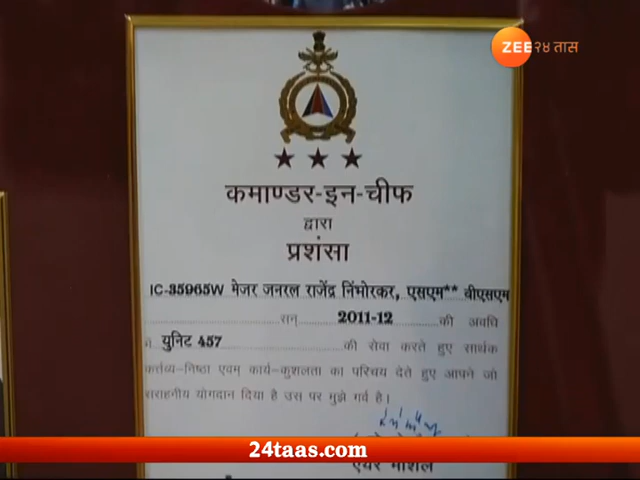 ZEE २४ तास
कमाण्डर-इन-चीफ
द्वारा
प्रशंसा
IC-35965W मेजर जनरल राजेंद्र निंभोरकर, एसएम** वीएसएम
सन् 2011-12 की अवधि
में युनिट 457 की सेवा करते हुए सार्थक
कर्त्तव्य-निष्ठा एवम् कार्य-कुशलता का परिचय देते हुए आपने जो
सराहनीय योगदान दिया है उस पर मुझे गर्व है।
24taas.com
एयर मार्शल